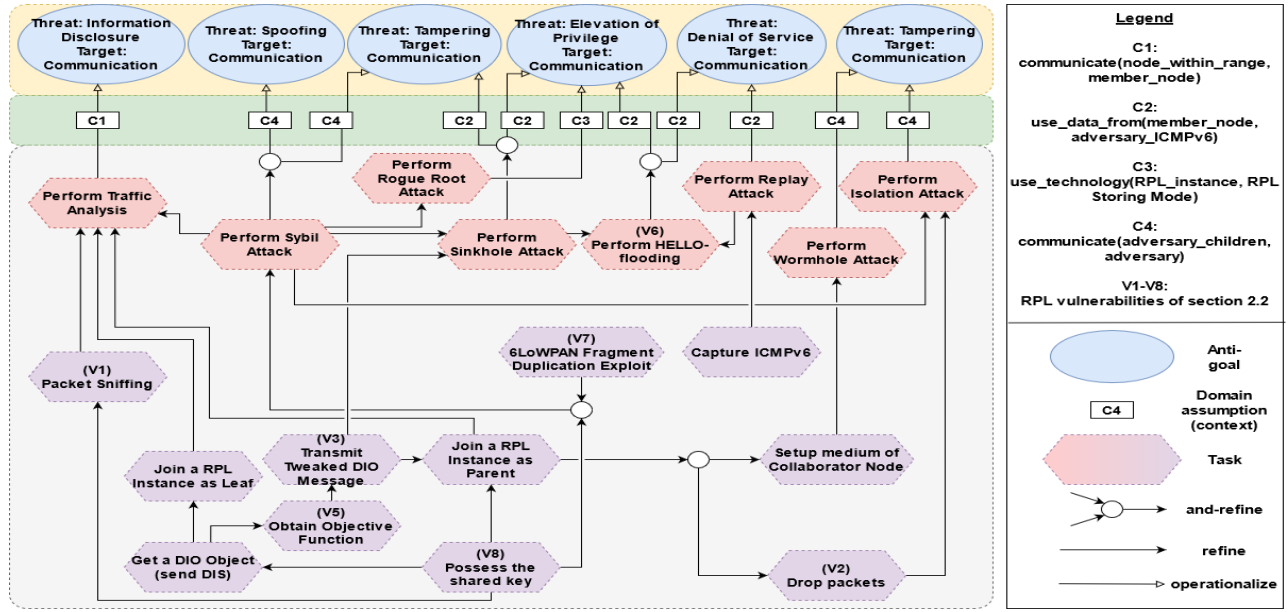 Threat: Information
Disclosure
Target:
Communication
Threat: Spoofing
Target:
Communication
Threat: Tampering
Target:
Communication
Threat: Elevation of
Privilege
Target:
Communication
Threat:
Denial of Service
Target:
Communication
Threat: Tampering
Target:
Communication
C1
C4
C4
C2
C2
C3
C2
C2
C2
C4
C4
Perform Traffic
Analysis
Perform Sybil
Attack
Perform
Rogue Root
Attack
Perform
Sinkhole Attack
(V6)
Perform HELLO-
flooding
Perform Replay
Attack
Perform
Wormhole Attack
Perform
Isolation Attack
(V1)
Packet Sniffing
(V7)
6LoWPAN Fragment
Duplication Exploit
Capture ICMPv6
Join a RPL
Instance as Leaf
(V3)
Transmit
Tweaked DIO
Message
Join a RPL
Instance as
Parent
Setup medium of
Collaborator Node
(V5)
Obtain Objective
Function
Get a DIO Object
(send DIS)
(V8)
Possess the
shared key
(V2)
Drop packets
Legend
C1:
communicate(node_within_range,
member_node)
C2:
use_data_from(member_node,
adversary_ICMPv6)
C3:
use_technology(RPL_instance, RPL
Storing Mode)
C4:
communicate(adversary_children,
adversary)
V1-V8:
RPL vulnerabilities of section 2.2
Anti-
goal
C4
Domain
assumption
(context)
Task
and-refine
refine
operationalize